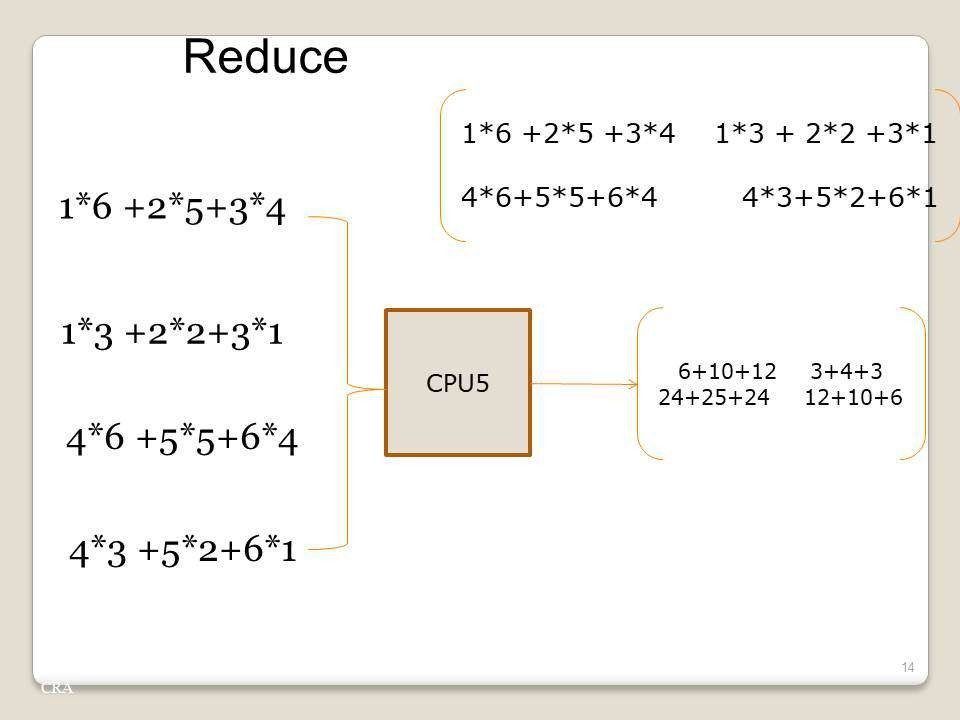 Reduce
1*6 +2*5 +3*4 1*3 + 2*2 +3*1
4*6+5*5+6*4 4*3+5*2+6*1
1*6 +2*5+3*4
1*3 +2*2+3*1
4*6 +5*5+6*4
4*3 +5*2+6*1
CPU5
6+10+12 3+4+3
24+25+24 12+10+6
14
CRA